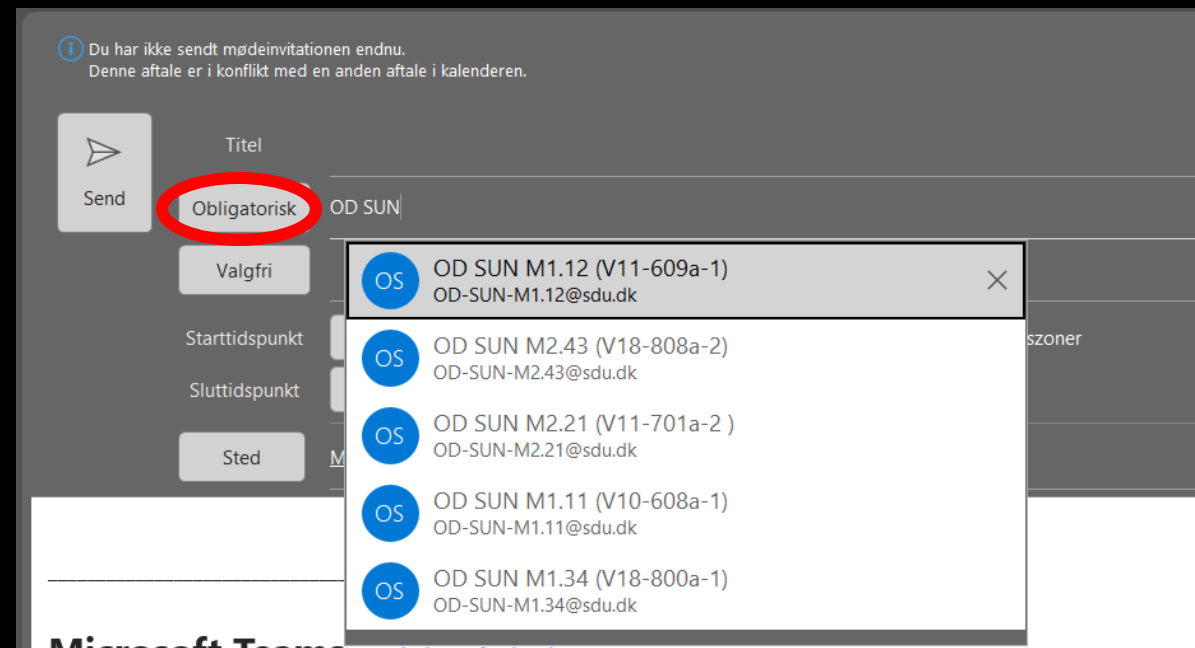 Du har ikke sendt mødeinvitationen endnu.
Denne aftale er i konflikt med en anden aftale i kalenderen.
Send
Titel
Obligatorisk
OD SUN
Valgfri
Starttidspunkt
Sluttidspunkt
Sted
M
szoner
OS
OD SUN M1.12 (V11-609a-1)
OD-SUN-M1.12@sdu.dk
OS
OD SUN M2.43 (V18-808a-2)
OD-SUN-M2.43@sdu.dk
OS
OD SUN M2.21 (V11-701a-2 )
OD-SUN-M2.21@sdu.dk
OS
OD SUN M1.11 (V10-608a-1)
OD-SUN-M1.11@sdu.dk
OS
OD SUN M1.34 (V18-800a-1)
OD-SUN-M1.34@sdu.dk
Microsoft Teams